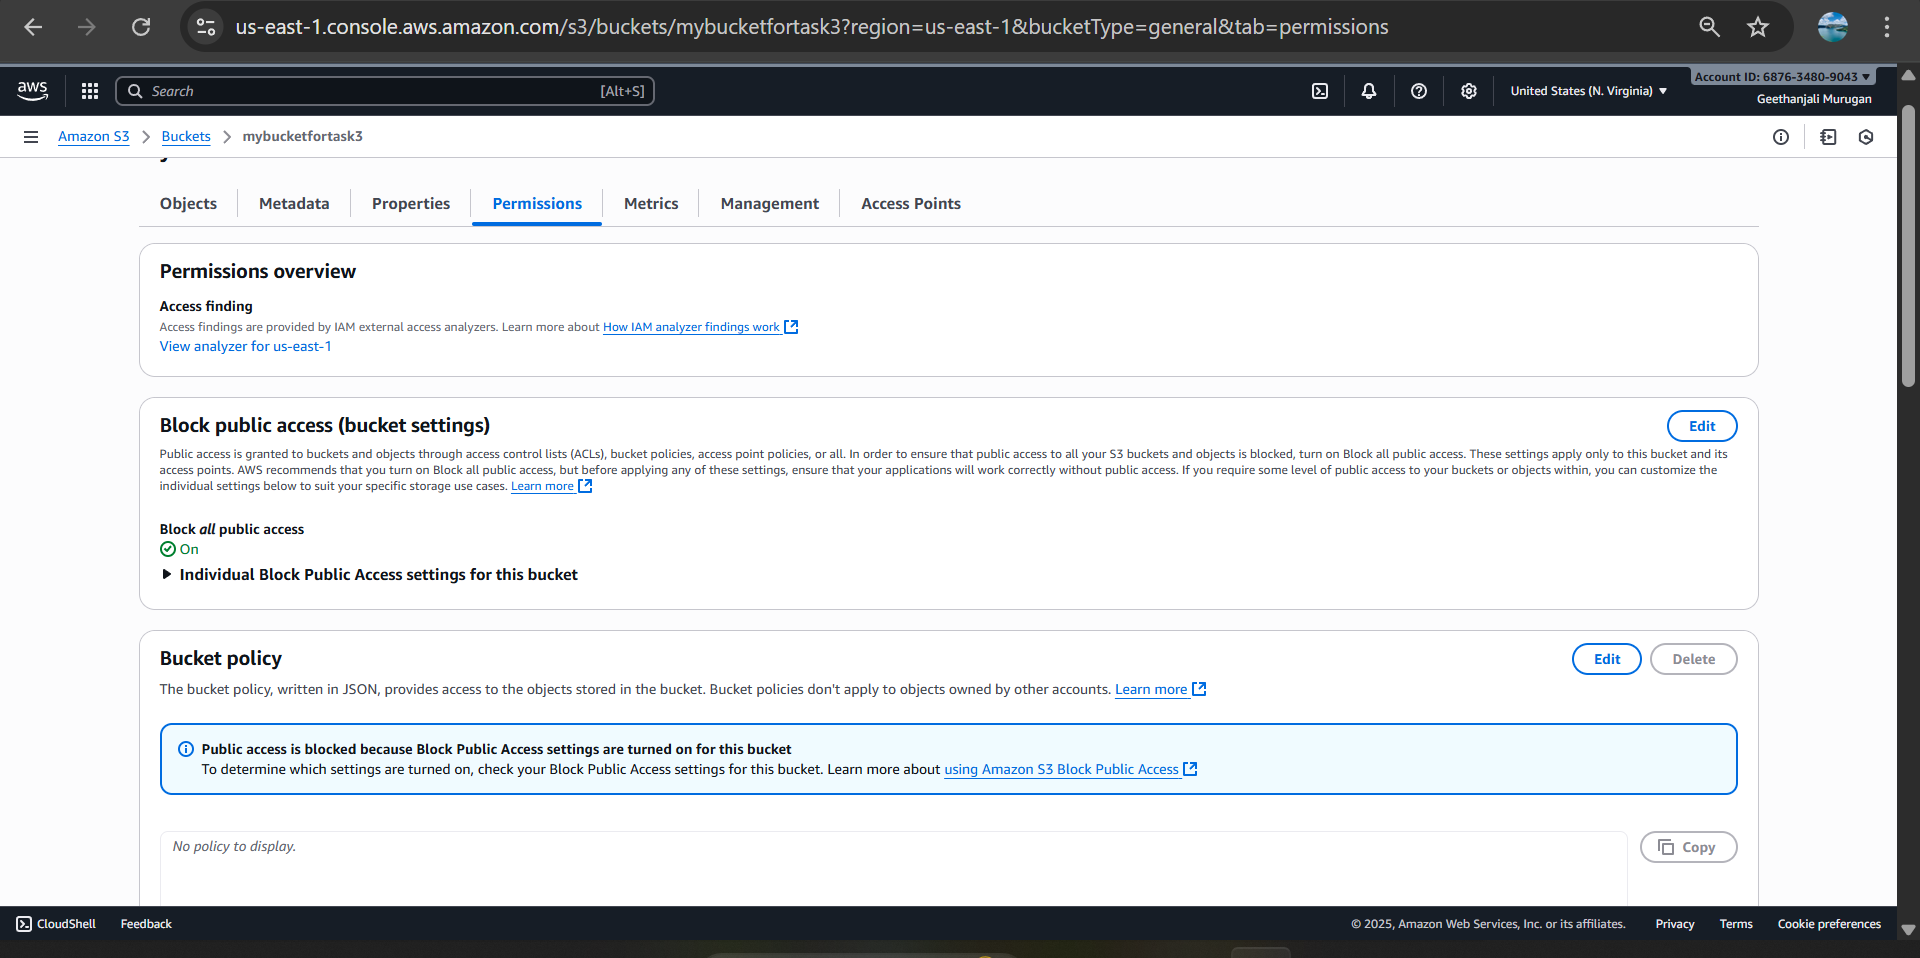 us-east-1.console.aws.amazon.com/s3/buckets/mybucketfortask3?region=us-east-1&bucketType=general&tab=permissions
aws
Search
[Alt+S]
United States (N. Virginia)
Account ID: 6876-3480-9043
Geethanjali Murugan
Amazon S3
Buckets
mybucketfortask3
Objects
Metadata
Properties
Permissions
Metrics
Management
Access Points
Permissions overview
Access finding
Access findings are provided by IAM external access analyzers. Learn more about How IAM analyzer findings work
View analyzer for us-east-1
Block public access (bucket settings)
Edit
Public access is granted to buckets and objects through access control lists (ACLs), bucket policies, access point policies, or all. In order to ensure that public access to all your S3 buckets and objects is blocked, turn on Block all public access. These settings apply only to this bucket and its
access points. AWS recommends that you turn on Block all public access, but before applying any of these settings, ensure that your applications will work correctly without public access. If you require some level of public access to your buckets or objects within, you can customize the
individual settings below to suit your specific storage use cases. Learn more
Block all public access
On
Individual Block Public Access settings for this bucket
Bucket policy
Edit
Delete
The bucket policy, written in JSON, provides access to the objects stored in the bucket. Bucket policies don't apply to objects owned by other accounts. Learn more
Public access is blocked because Block Public Access settings are turned on for this bucket
To determine which settings are turned on, check your Block Public Access settings for this bucket. Learn more about using Amazon S3 Block Public Access
No policy to display.
Copy
CloudShell
Feedback
© 2025, Amazon Web Services, Inc. or its affiliates.
Privacy
Terms
Cookie preferences